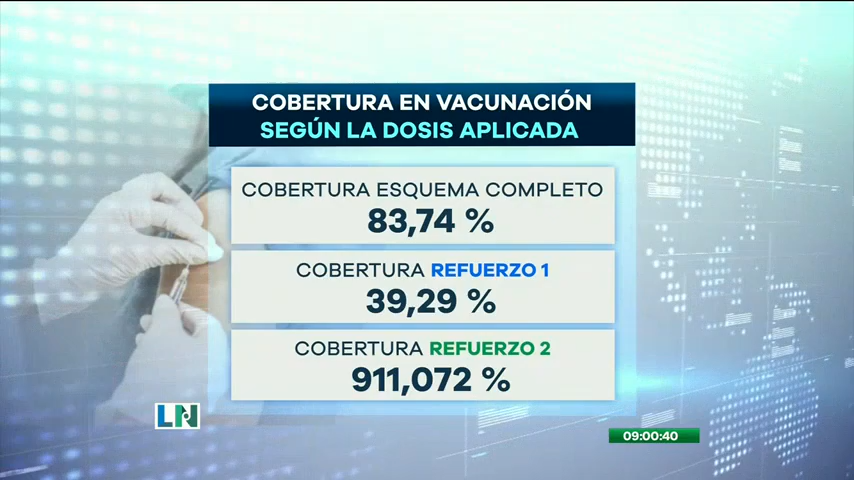 COBERTURA EN VACUNACIÓN
SEGÚN LA DOSIS APLICADA
COBERTURA ESQUEMA COMPLETO
83,74 %
COBERTURA REFUERZO 1
39,29 %
COBERTURA REFUERZO 2
911,072 %
LN
09:00:40